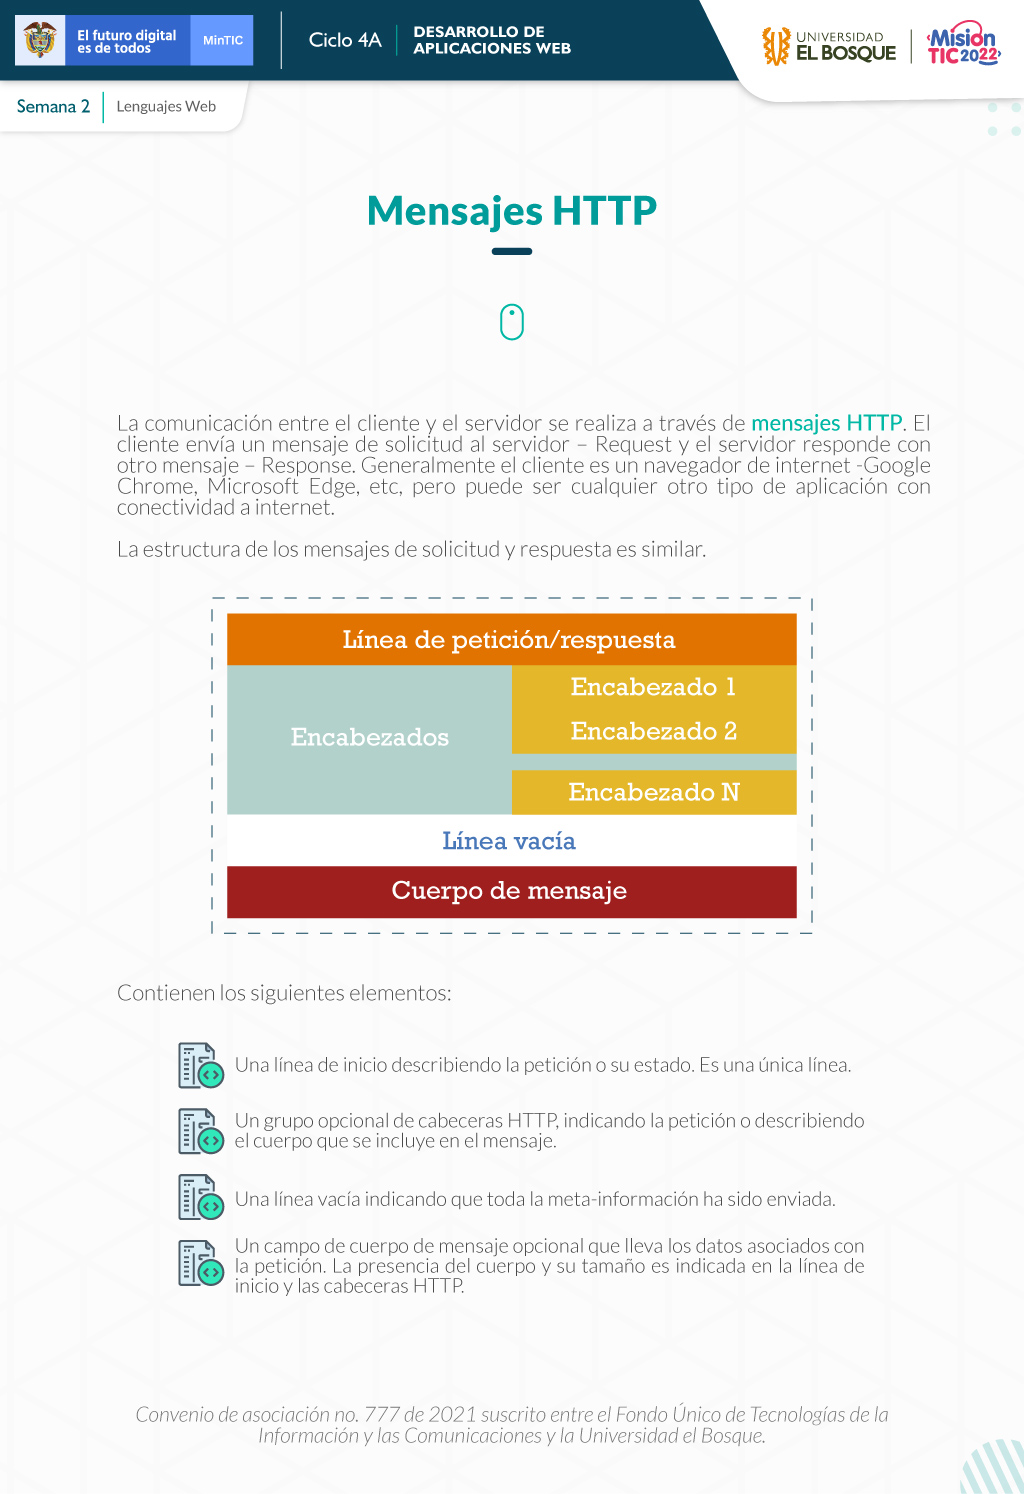 El futuro digital
es de todos
MinTIC
Ciclo 4A
DESARROLLO DE
APLICACIONES WEB
UNIVERSIDAD
EL BOSQUE
Misión
TIC 2022
Semana 2
Lenguajes Web
Mensajes HTTP
La comunicación entre el cliente y el servidor se realiza a través de mensajes HTTP. El
cliente envía un mensaje de solicitud al servidor – Request y el servidor responde con
otro mensaje – Response. Generalmente el cliente es un navegador de internet -Google
Chrome, Microsoft Edge, etc, pero puede ser cualquier otro tipo de aplicación con
conectividad a internet.
La estructura de los mensajes de solicitud y respuesta es similar.
Línea de petición/respuesta
Encabezados
Encabezado 1
Encabezado 2
Encabezado N
Línea vacía
Cuerpo de mensaje
Contienen los siguientes elementos:
Una línea de inicio describiendo la petición o su estado. Es una única línea.
Un grupo opcional de cabeceras HTTP, indicando la petición o describiendo
el cuerpo que se incluye en el mensaje.
Una línea vacía indicando que toda la meta-información ha sido enviada.
Un campo de cuerpo de mensaje opcional que lleva los datos asociados con
la petición. La presencia del cuerpo y su tamaño es indicada en la línea de
inicio y las cabeceras HTTP.
Convenio de asociación no. 777 de 2021 suscrito entre el Fondo Único de Tecnologías de la
Información y las Comunicaciones y la Universidad el Bosque.